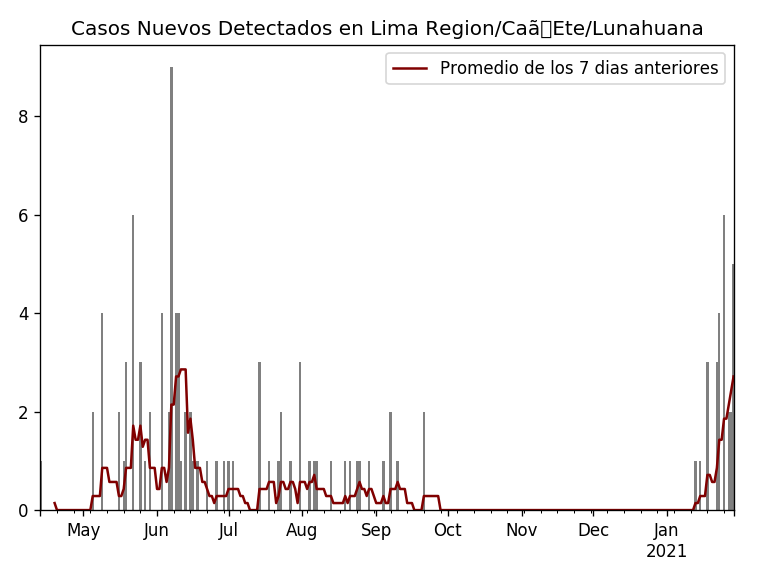 Casos Nuevos Detectados en Lima Region/Caã▯Ete/Lunahuana
Promedio de los 7 dias anteriores
8
6
4
2
0
May Jun Jul Aug Sep Oct Nov Dec Jan
2021